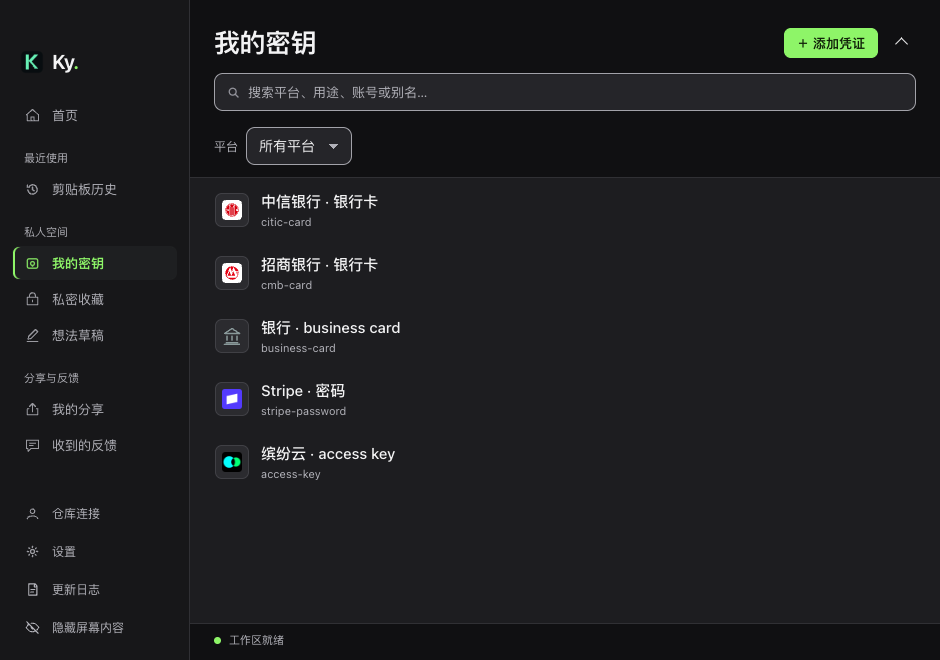 Ky.
首页
最近使用
剪贴板历史
私人空间
我的密钥
私密收藏
想法草稿
分享与反馈
我的分享
收到的反馈
仓库连接
设置
更新日志
隐藏屏幕内容
我的密钥
+ 添加凭证
搜索平台、用途、账号或别名...
平台
所有平台
中信银行 · 银行卡
citic-card
招商银行 · 银行卡
cmb-card
银行 · business card
business-card
Stripe · 密码
stripe-password
缤纷云 · access key
access-key
工作区就绪